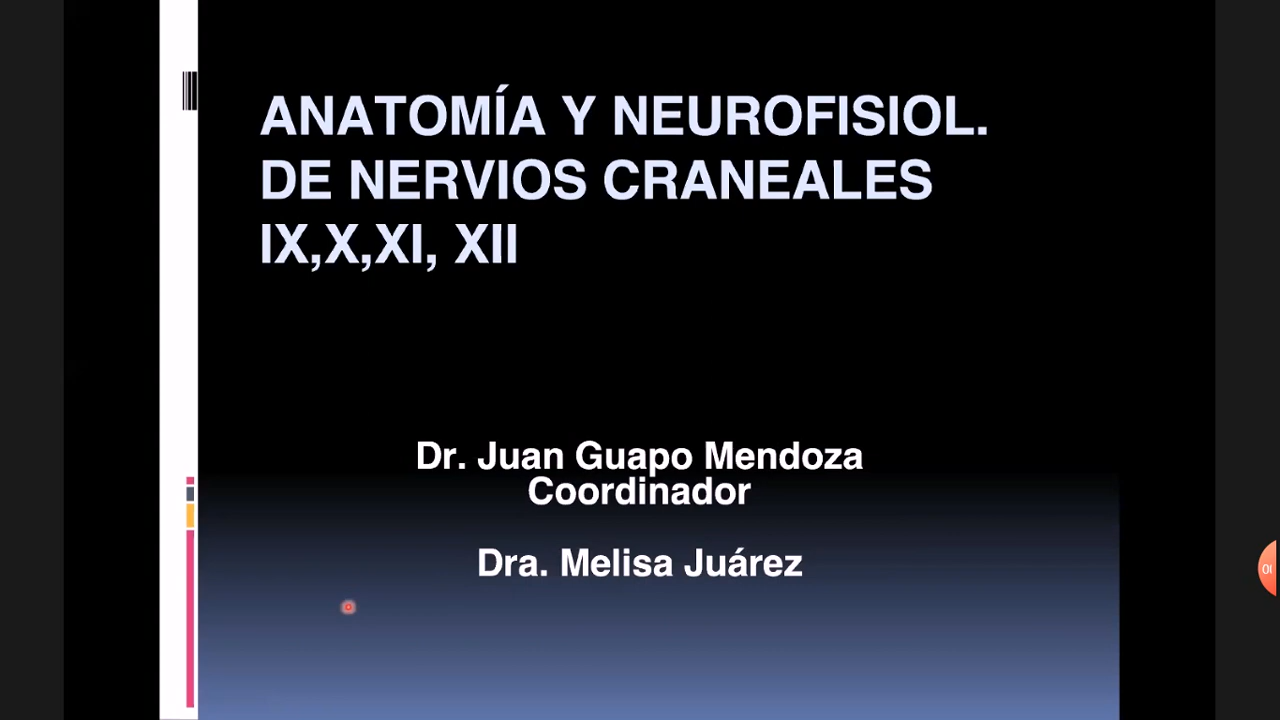 ANATOMÍA Y NEUROFISIOL.
DE NERVIOS CRANEALES
IX,X,XI, XII
Dr. Juan Guapo Mendoza
Coordinador
Dra. Melisa Juárez